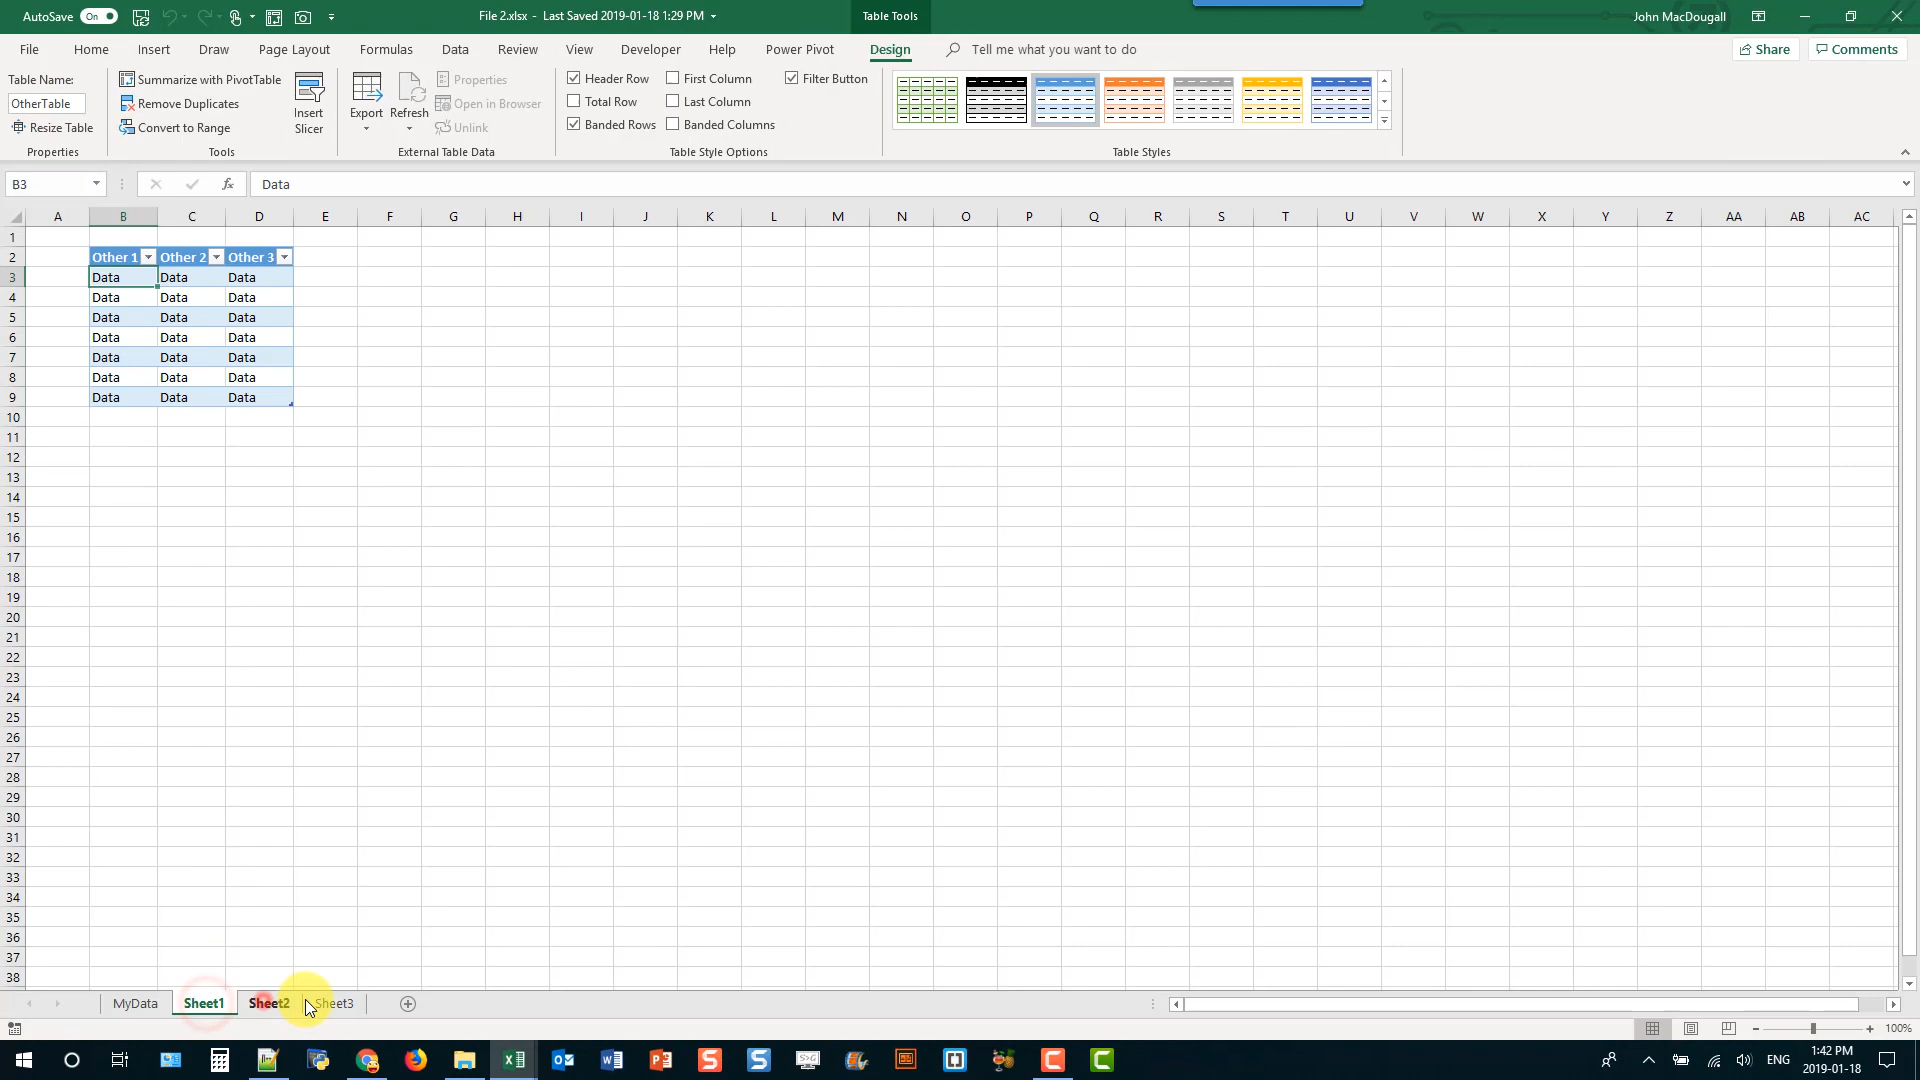 AutoSave On File 2.xlsx - Last Saved 2019-01-18 1:29 PM Table Tools John MacDougall
File Home Insert Draw Page Layout Formulas Data Review View Developer Help Power Pivot Design Tell me what you want to do Share Comments
Table Name: Summarize with PivotTable Properties Header Row First Column Filter Button
OtherTable Remove Duplicates Insert Slicer Export Refresh Open in Browser Total Row Last Column
Resize Table Convert to Range Unlink Banded Rows Banded Columns
Properties Tools External Table Data Table Style Options Table Styles
B3 fx Data
A B C D E F G H I J K L M N O P Q R S T U V W X Y Z AA AB AC
1
2 Other 1 Other 2 Other 3
3 Data Data Data
4 Data Data Data
5 Data Data Data
6 Data Data Data
7 Data Data Data
8 Data Data Data
9 Data Data Data
10
11
12
13
14
15
16
17
18
19
20
21
22
23
24
25
26
27
28
29
30
31
32
33
34
35
36
37
38
MyData Sheet1 Sheet2 Sheet3
100%
ENG 1:42 PM
2019-01-18